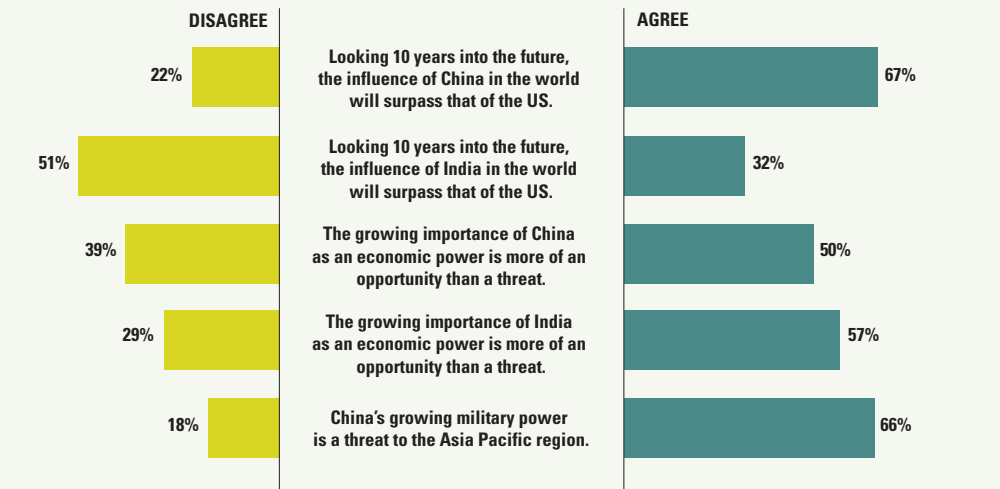 DISAGREE
AGREE
22%
Looking 10 years into the future,
the influence of China in the world
will surpass that of the US.
67%
51%
Looking 10 years into the future,
the influence of India in the world
will surpass that of the US.
32%
39%
The growing importance of China
as an economic power is more of an
opportunity than a threat.
50%
29%
The growing importance of India
as an economic power is more of an
opportunity than a threat.
57%
18%
China’s growing military power
is a threat to the Asia Pacific region.
66%